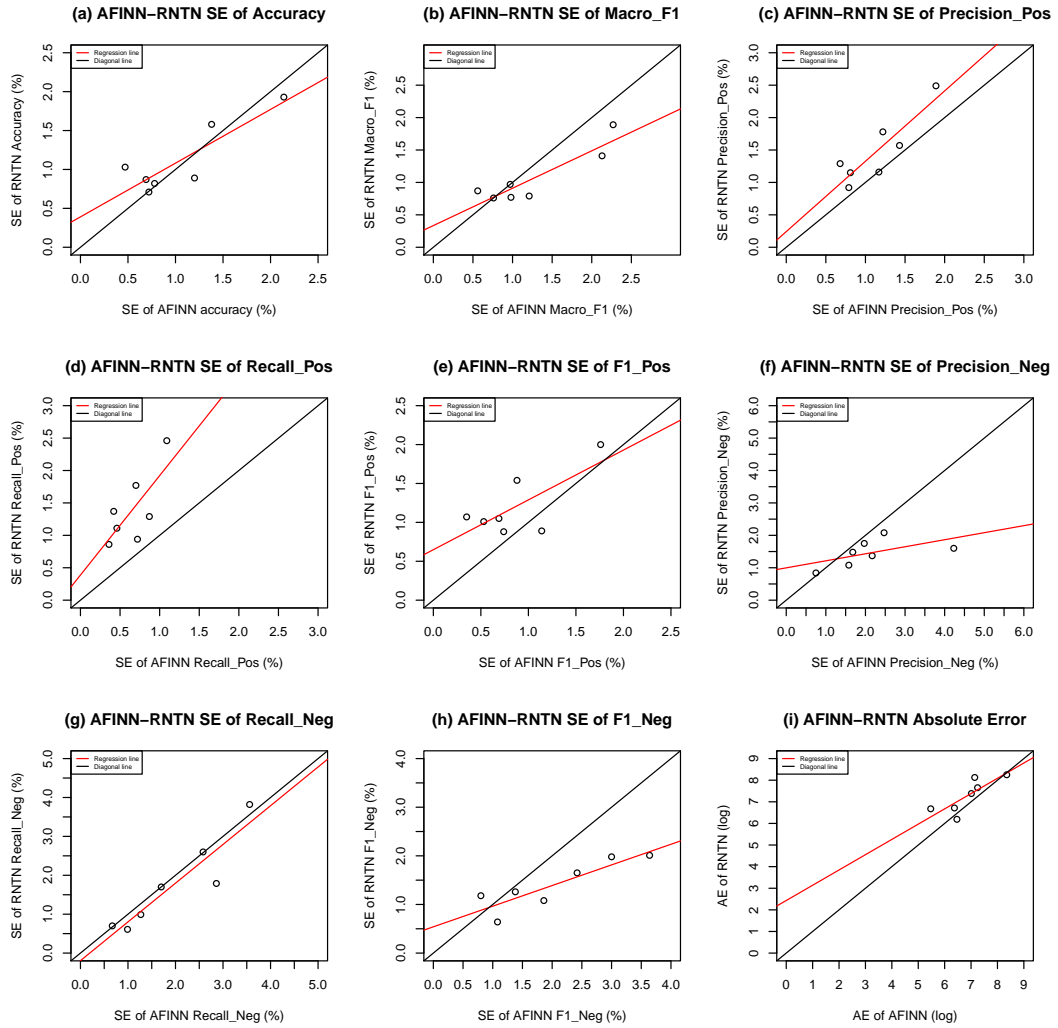 (a) AFINN−RNTN SE of Accuracy
Regression line
Diagonal line
SE of RNTN Accuracy (%)
0.0 0.5 1.0 1.5 2.0 2.5
0.0 0.5 1.0 1.5 2.0 2.5
SE of AFINN accuracy (%)
(b) AFINN−RNTN SE of Macro_F1
Regression line
Diagonal line
SE of RNTN Macro_F1 (%)
0.0 0.5 1.0 1.5 2.0 2.5
0.0 0.5 1.0 1.5 2.0 2.5
SE of AFINN Macro_F1 (%)
(c) AFINN−RNTN SE of Precision_Pos
Regression line
Diagonal line
SE of RNTN Precision_Pos (%)
0.0 0.5 1.0 1.5 2.0 2.5 3.0
0.0 0.5 1.0 1.5 2.0 2.5 3.0
SE of AFINN Precision_Pos (%)
(d) AFINN−RNTN SE of Recall_Pos
Regression line
Diagonal line
SE of RNTN Recall_Pos (%)
0.0 0.5 1.0 1.5 2.0 2.5 3.0
0.0 0.5 1.0 1.5 2.0 2.5 3.0
SE of AFINN Recall_Pos (%)
(e) AFINN−RNTN SE of F1_Pos
Regression line
Diagonal line
SE of RNTN F1_Pos (%)
0.0 0.5 1.0 1.5 2.0 2.5
0.0 0.5 1.0 1.5 2.0 2.5
SE of AFINN F1_Pos (%)
(f) AFINN−RNTN SE of Precision_Neg
Regression line
Diagonal line
SE of RNTN Precision_Neg (%)
0.0 1.0 2.0 3.0 4.0 5.0 6.0
0.0 1.0 2.0 3.0 4.0 5.0 6.0
SE of AFINN Precision_Neg (%)
(g) AFINN−RNTN SE of Recall_Neg
Regression line
Diagonal line
SE of RNTN Recall_Neg (%)
0.0 1.0 2.0 3.0 4.0 5.0
0.0 1.0 2.0 3.0 4.0 5.0
SE of AFINN Recall_Neg (%)
(h) AFINN−RNTN SE of F1_Neg
Regression line
Diagonal line
SE of RNTN F1_Neg (%)
0.0 1.0 2.0 3.0 4.0
0.0 1.0 2.0 3.0 4.0
SE of AFINN F1_Neg (%)
(i) AFINN−RNTN Absolute Error
Regression line
Diagonal line
AE of RNTN (log)
0 1 2 3 4 5 6 7 8 9
0 1 2 3 4 5 6 7 8 9
AE of AFINN (log)